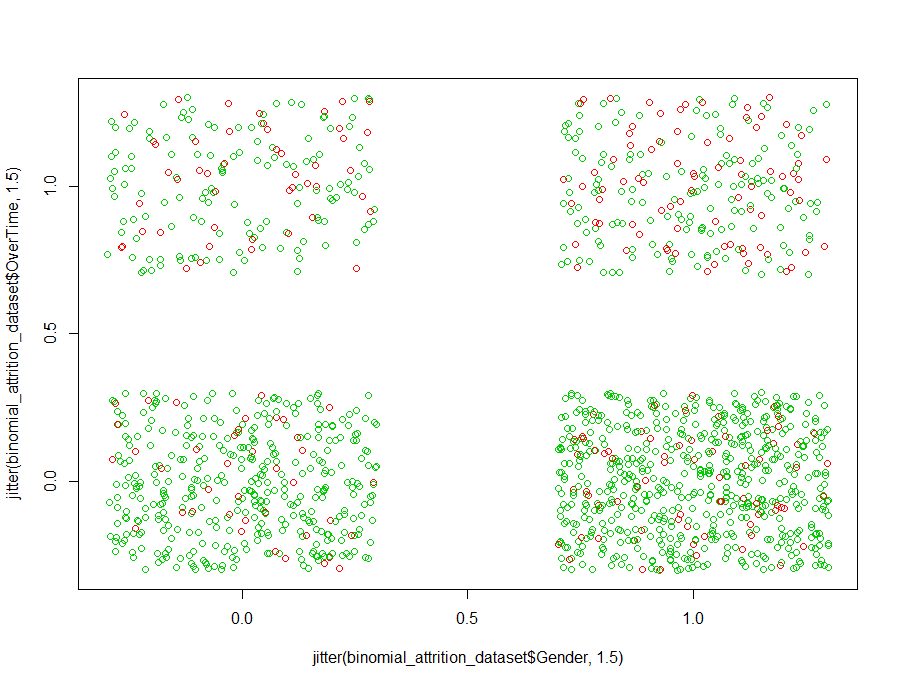 1.0
0.5
0.0
jitter(binomial_attrition_dataset$OverTime, 1.5)
0.0 0.5 1.0
jitter(binomial_attrition_dataset$Gender, 1.5)